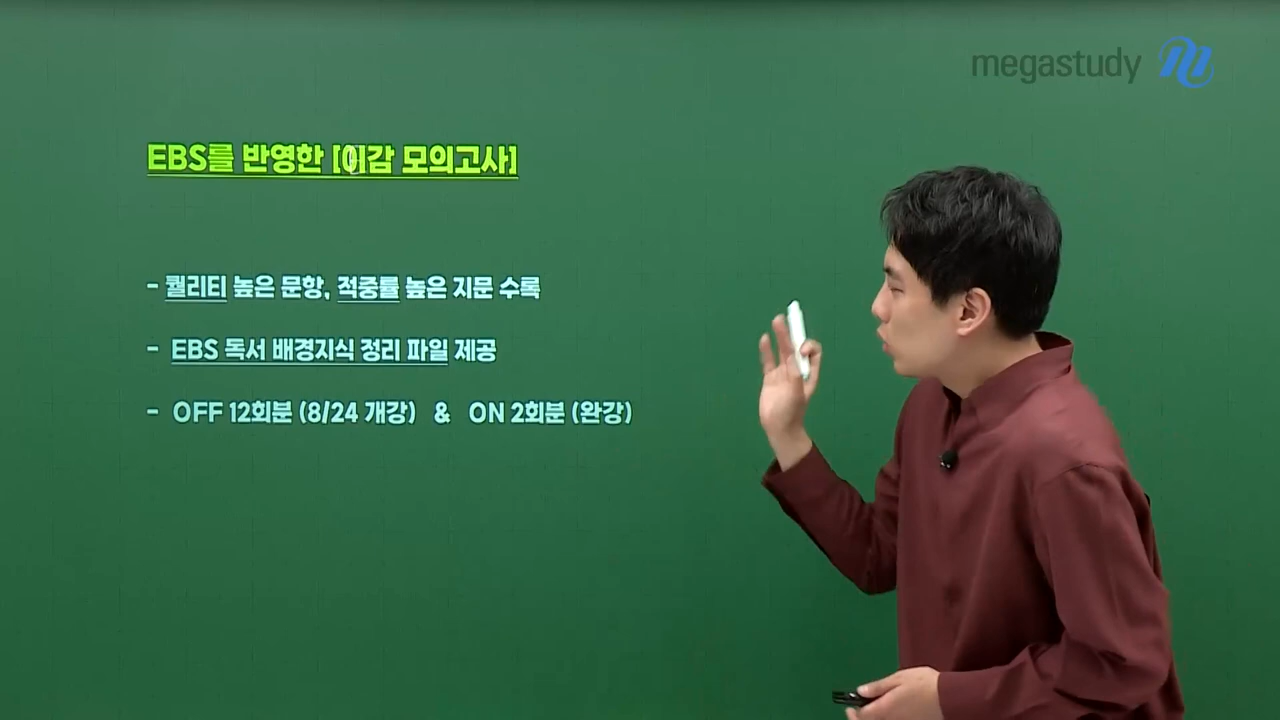 megastudy
EBS를 반영한 [이감 모의고사]
- 퀄리티 높은 문항, 적중률 높은 지문 수록
- EBS 독서 배경지식 정리 파일 제공
- OFF 12회분 (8/24 개강) & ON 2회분 (완강)